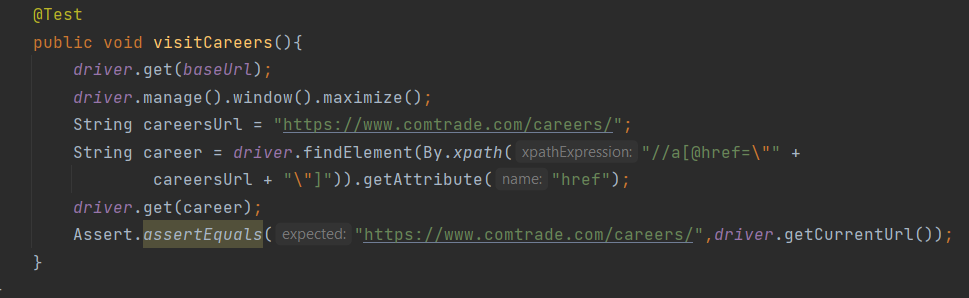 @Test
public void visitCareers(){
driver.get(baseUrl);
driver.manage().window().maximize();
String careersUrl = "https://www.comtrade.com/careers/";
String career = driver.findElement(By.xpath( xpathExpression: "//a[@href=\"" +
careersUrl + "\"]")).getAttribute( name: "href");
driver.get(career);
Assert.assertEquals( expected: "https://www.comtrade.com/careers/",driver.getCurrentUrl());
}